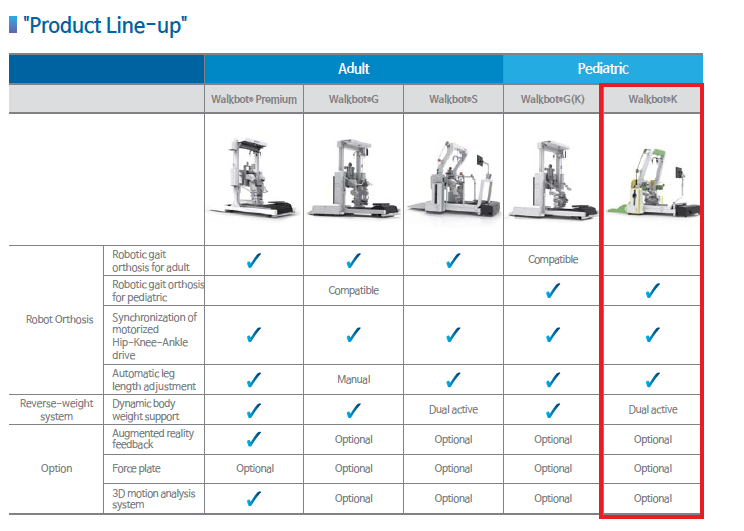 "Product Line-up"
Adult Pediatric
Walkbot® Premium Walkbot®G Walkbot®S Walkbot®G(K) Walkbot®K
Robot Orthosis
Robotic gait
orthosis for adult
✓ ✓ ✓ Compatible
Robotic gait orthosis
for pediatric
Compatible ✓ ✓
Synchronization of
motorized
Hip-Knee-Ankle
drive
✓ ✓ ✓ ✓ ✓
Automatic leg
length adjustment
✓ Manual ✓ ✓ ✓
Reverse-weight
system
Dynamic body
weight support
✓ ✓ Dual active ✓ Dual active
Option
Augmented reality
feedback
✓ Optional Optional Optional Optional
Force plate Optional Optional Optional Optional Optional
3D motion analysis
system
✓ Optional Optional Optional Optional